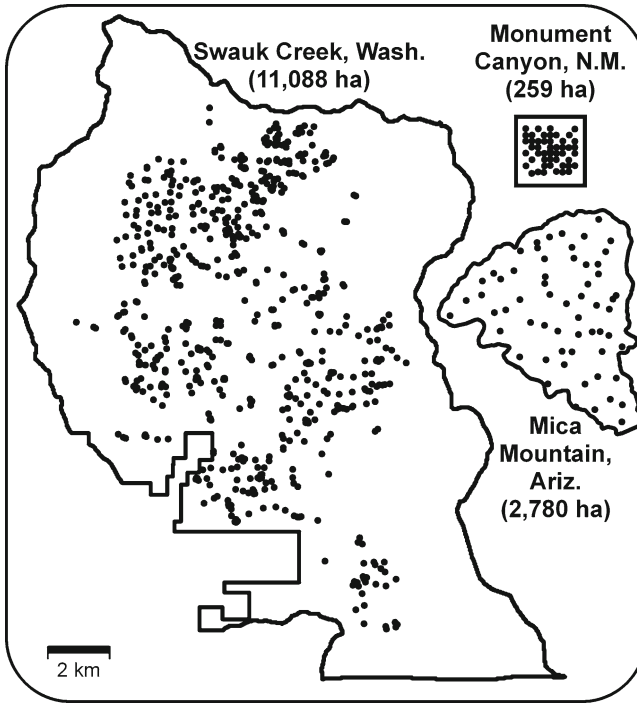 Swauk Creek, Wash.
(11,088 ha)
Monument
Canyon, N.M.
(259 ha)
Mica
Mountain,
Ariz.
(2,780 ha)
2 km